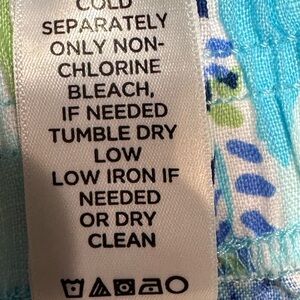 COLD
SEPARATELY
ONLY NON-
CHLORINE
BLEACH,
IF NEEDED
TUMBLE DRY
LOW
LOW IRON IF
NEEDED
OR DRY
CLEAN